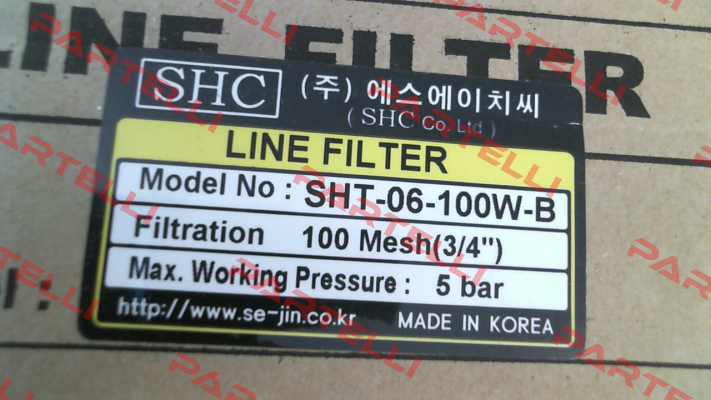 LINE FILTER
SHC (주) 에스에이치씨
( SHC Co. Ltd )
LINE FILTER
Model No : SHT-06-100W-B
Filtration 100 Mesh(3/4")
Max. Working Pressure : 5 bar
http://www.se-jin.co.kr MADE IN KOREA
PARTELLI